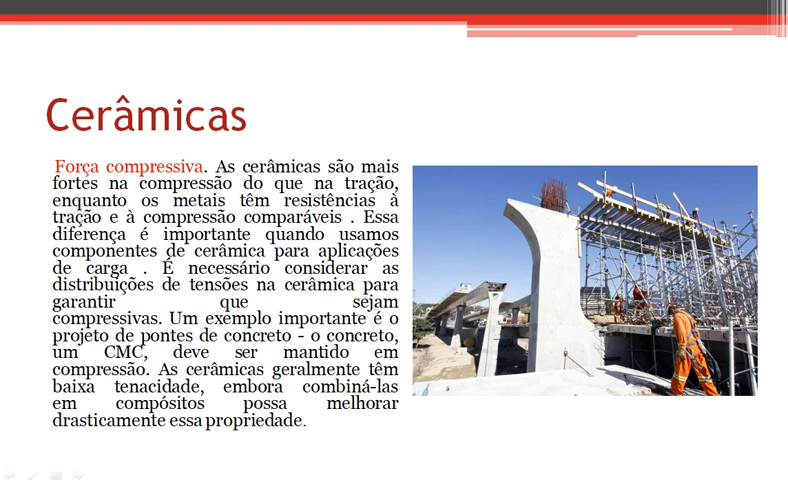 Cerâmicas
Força compressiva. As cerâmicas são mais
fortes na compressão do que na tração,
enquanto os metais têm resistências à
tração e à compressão comparáveis . Essa
diferença é importante quando usamos
componentes de cerâmica para aplicações
de carga . É necessário considerar as
distribuições de tensões na cerâmica para
garantir que sejam
compressivas. Um exemplo importante é o
projeto de pontes de concreto - o concreto,
um CMC, deve ser mantido em
compressão. As cerâmicas geralmente têm
baixa tenacidade, embora combiná-las
em compósitos possa melhorar
drasticamente essa propriedade.